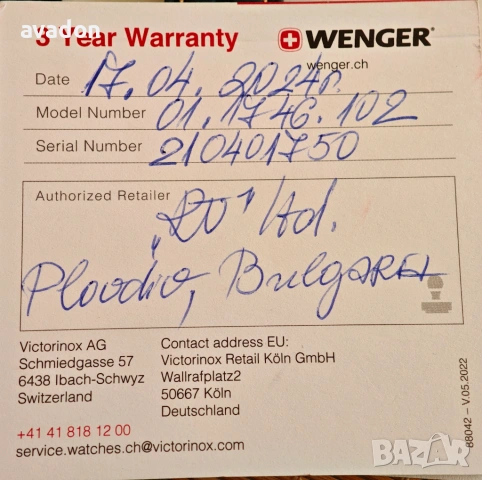 avadon
3 Year Warranty WENGER
wenger.ch
Date 17.04.2024г.
Model Number 01.1746.102
Serial Number 210401750
Authorized Retailer
Ltd.
Plovdiv,
Victorinox AG
Schmiedgasse 57
6438 Ibach-Schwyz
Switzerland
Contact address EU:
Victorinox Retail Köln GmbH
Wallrafplatz2
50667 Köln
Deutschland
+41 41 818 12 00
service.watches.ch@victorinox.com
88042 – V.05.2022
BAZAR